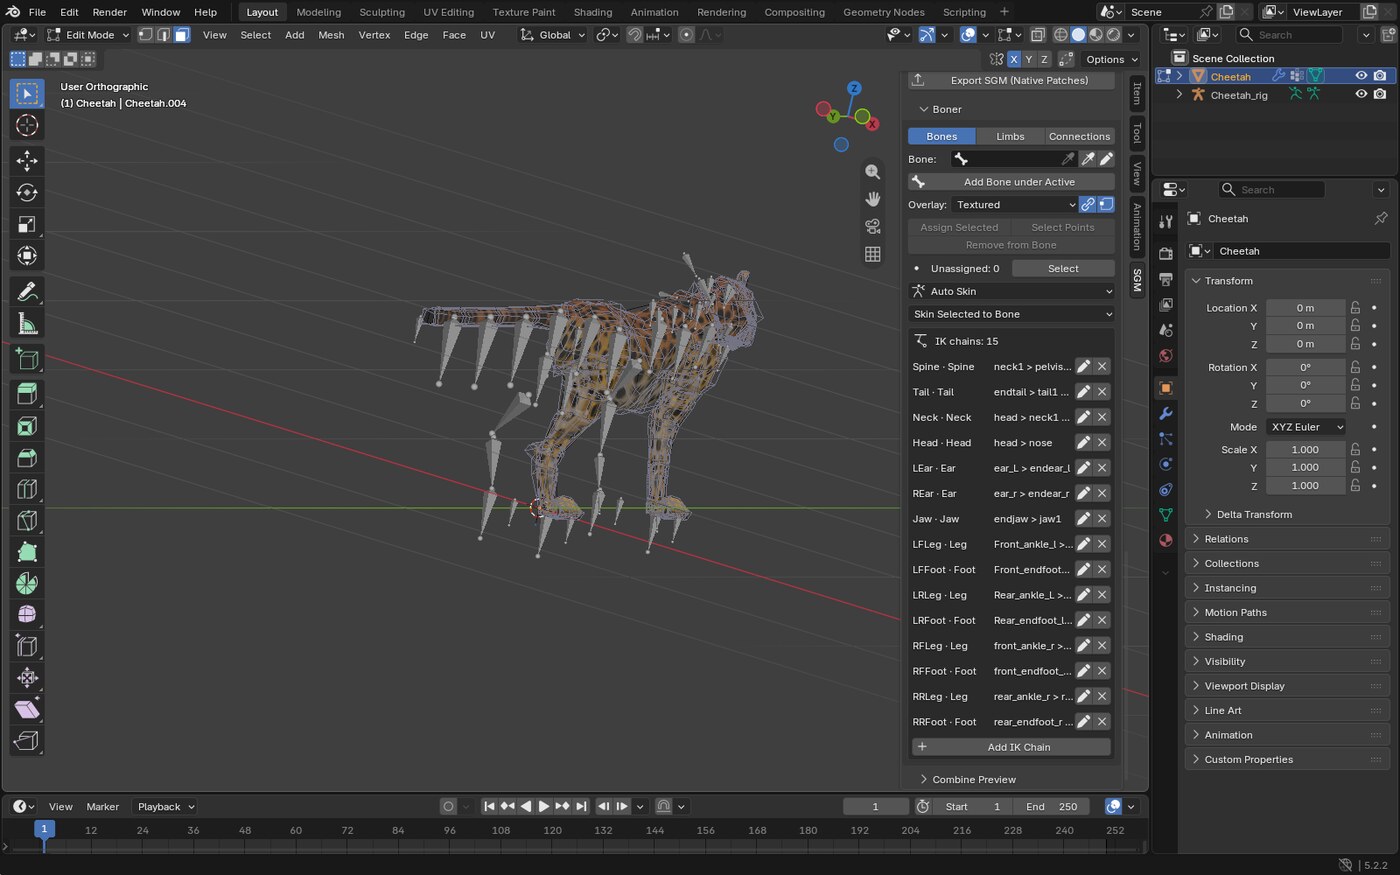 File Edit Render Window Help Layout Modeling Sculpting UV Editing Texture Paint Shading Animation Rendering Compositing Geometry Nodes Scripting + Scene ViewLayer
Edit Mode View Select Add Mesh Vertex Edge Face UV Global Search
X Y Z Options
User Orthographic
(1) Cheetah | Cheetah.004
Z
Y
X
Export SGM (Native Patches)
Boner
Bones Limbs Connections
Bone:
Add Bone under Active
Overlay: Textured
Assign Selected Select Points
Remove from Bone
Unassigned: 0 Select
Auto Skin
Skin Selected to Bone
IK chains: 15
Spine · Spine neck1 > pelvis...
Tail · Tail endtail > tail1 ...
Neck · Neck head > neck1 ...
Head · Head head > nose
LEar · Ear ear_L > endear_l
REar · Ear ear_r > endear_r
Jaw · Jaw endjaw > jaw1
LFLeg · Leg Front_ankle_l >...
LFFoot · Foot Front_endfoot...
LRLeg · Leg Rear_ankle_L >...
LRFoot · Foot Rear_endfoot_l...
RFLeg · Leg front_ankle_r >...
RFFoot · Foot front_endfoot_...
RRLeg · Leg rear_ankle_r > r...
RRFoot · Foot rear_endfoot_r ...
Add IK Chain
Combine Preview
Item
Tool
View
Animation
SGM
Scene Collection
Cheetah
Cheetah_rig
Search
Cheetah
Cheetah
Transform
Location X 0 m
Y 0 m
Z 0 m
Rotation X 0°
Y 0°
Z 0°
Mode XYZ Euler
Scale X 1.000
Y 1.000
Z 1.000
Delta Transform
Relations
Collections
Instancing
Motion Paths
Shading
Visibility
Viewport Display
Line Art
Animation
Custom Properties
View Marker Playback 1 Start 1 End 250
1 12 24 36 48 60 72 84 96 108 120 132 144 156 168 180 192 204 216 228 240 252
5.2.2